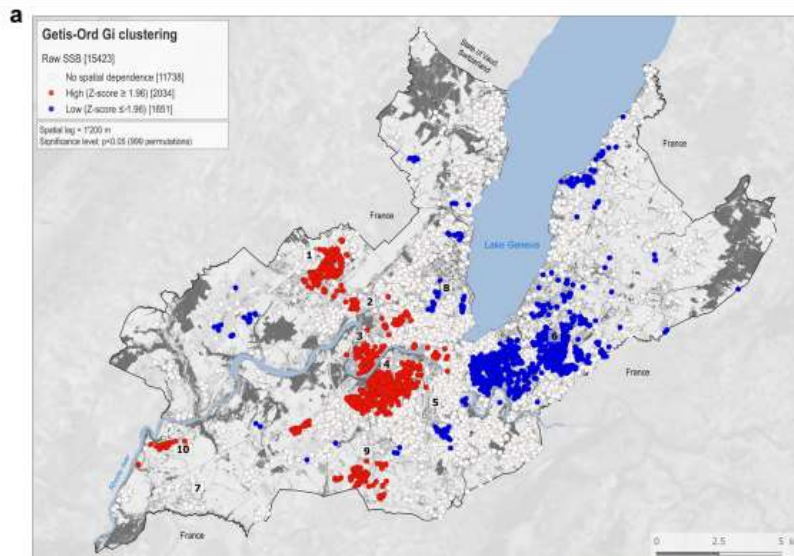 a
Getis-Ord Gi clustering
Raw SSB [15423]
No spatial dependence [11738]
High (Z-score ≥ 1.96) [2034]
Low (Z-score ≤-1.96) [1651]
Spatial lag = 1'200 m
Significance level: p<0.05 (999 permutations)
State of Vaud,
Switzerland
France
France
Lake Geneva
1
2
8
3
6
4
France
5
9
10
7
France
0 2.5 5 k